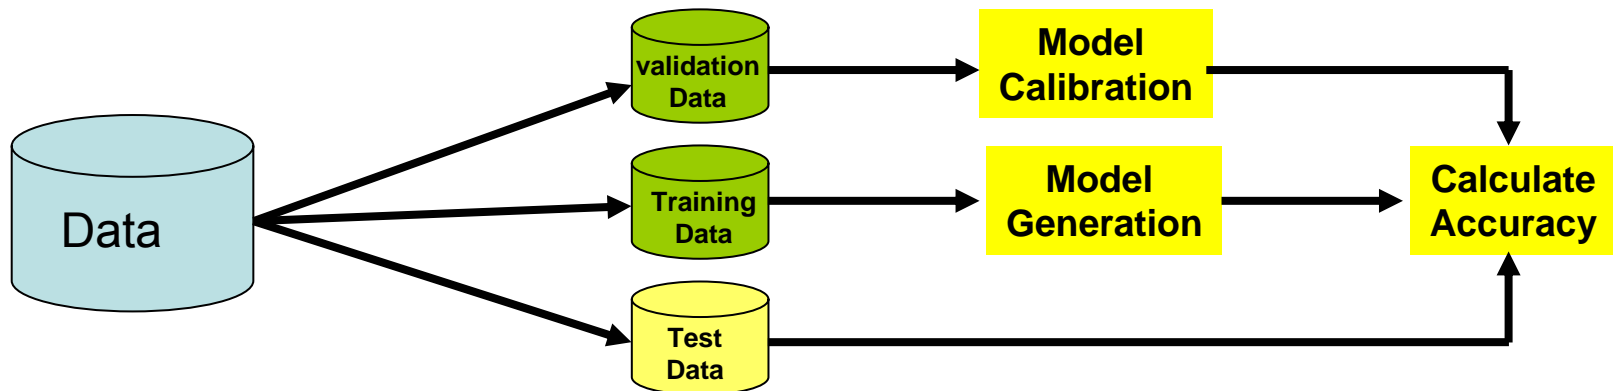 Data
validation
Data
Model
Calibration
Training
Data
Model
Generation
Calculate
Accuracy
Test
Data